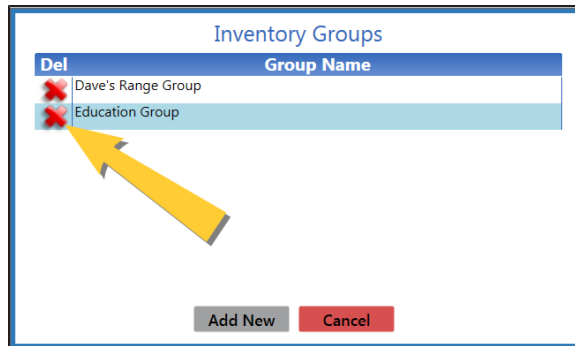 Inventory Groups
Del Group Name
Dave's Range Group
Education Group
Add New Cancel